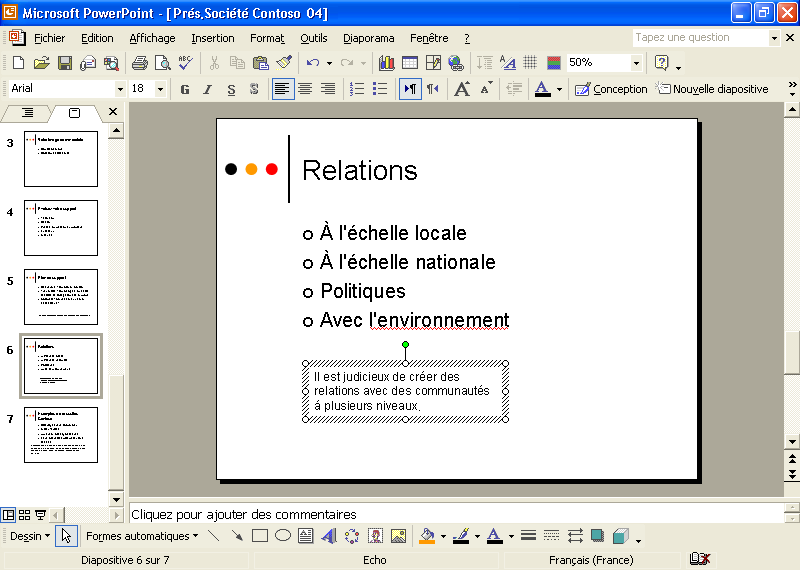 Microsoft PowerPoint - [Prés,Société Contoso 04]
Fichier Edition Affichage Insertion Format Outils Diaporama Fenêtre ? Tapez une question
50%
Arial 18 G I S S Conception Nouvelle diapositive
3
4
5
6
7
Relations
À l'échelle locale
À l'échelle nationale
Politiques
Avec l'environnement
Il est judicieux de créer des
relations avec des communautés
á plusieurs niveaux.
Cliquez pour ajouter des commentaires
Dessin Formes automatiques
Diapositive 6 sur 7 Echo Français (France)